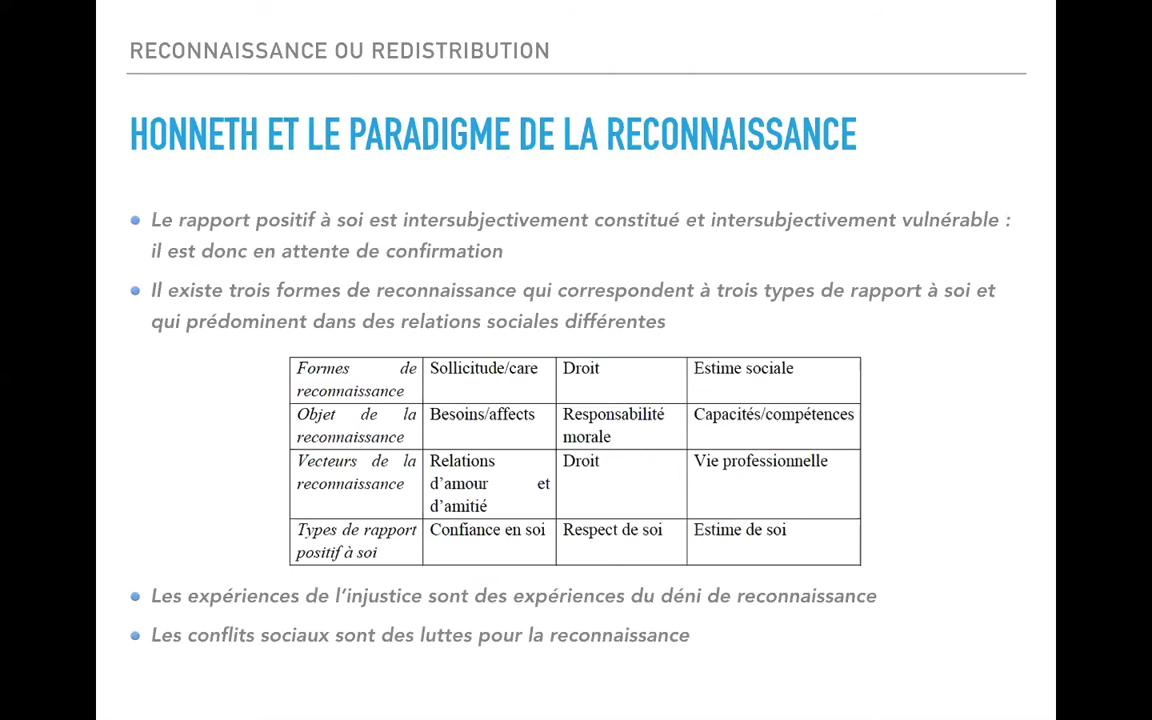 RECONNAISSANCE OU REDISTRIBUTION
HONNETH ET LE PARADIGME DE LA RECONNAISSANCE
Le rapport positif à soi est intersubjectivement constitué et intersubjectivement vulnérable :
il est donc en attente de confirmation
Il existe trois formes de reconnaissance qui correspondent à trois types de rapport à soi et
qui prédominent dans des relations sociales différentes
Formes de reconnaissance
Sollicitude/care
Droit
Estime sociale
Objet de la reconnaissance
Besoins/affects
Responsabilité morale
Capacités/compétences
Vecteurs de la reconnaissance
Relations d’amour et d’amitié
Droit
Vie professionnelle
Types de rapport positif à soi
Confiance en soi
Respect de soi
Estime de soi
Les expériences de l’injustice sont des expériences du déni de reconnaissance
Les conflits sociaux sont des luttes pour la reconnaissance